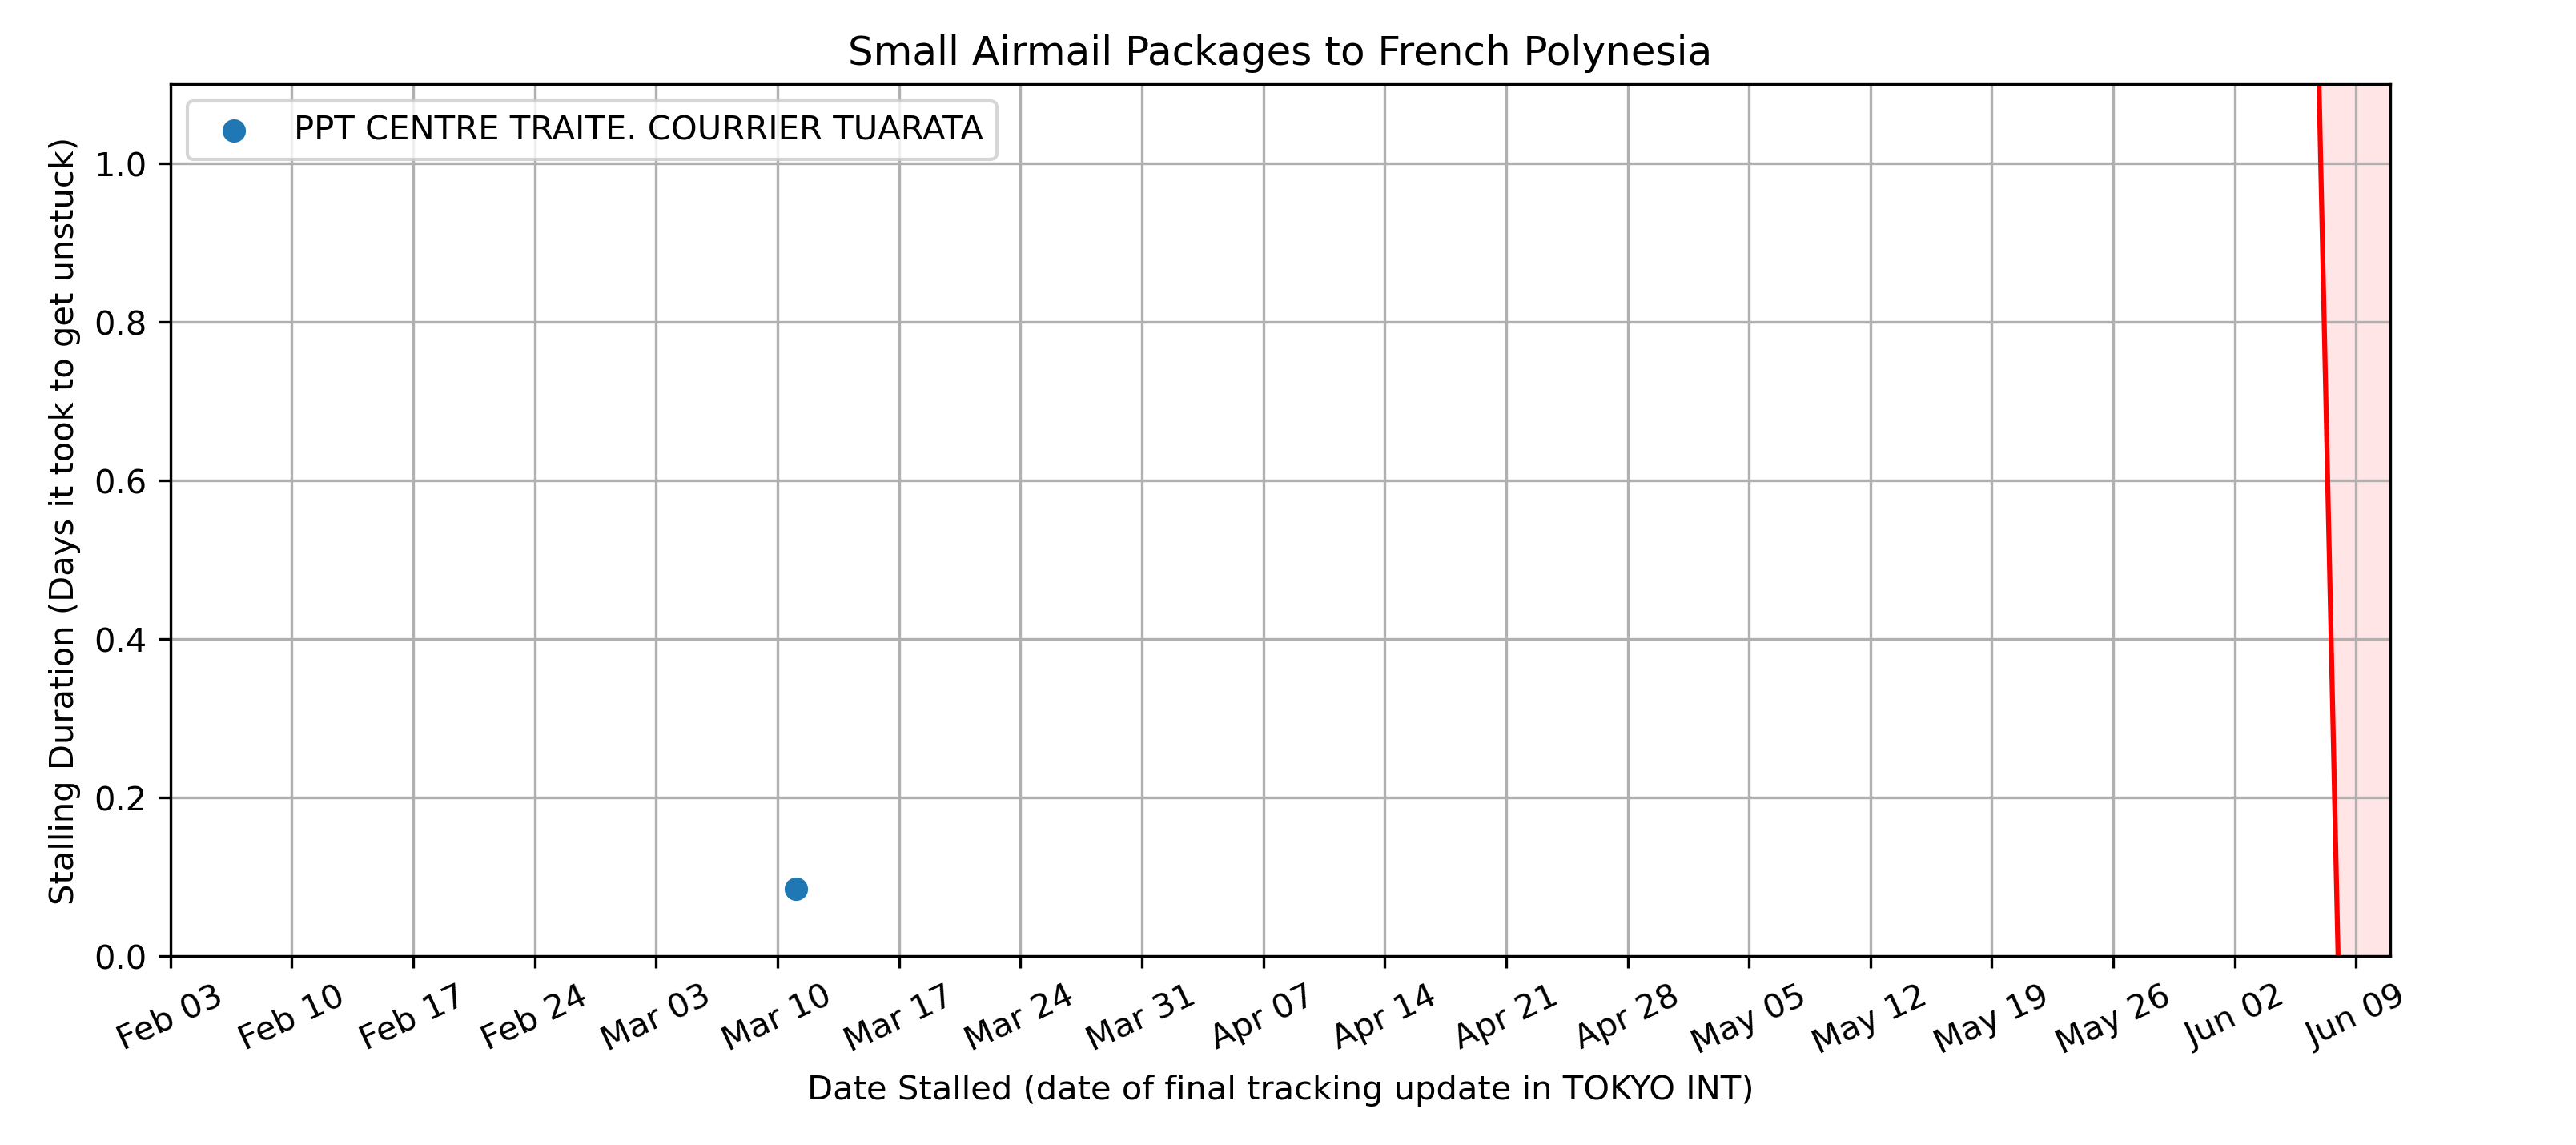 Small Airmail Packages to French Polynesia
PPT CENTRE TRAITE. COURRIER TUARATA
Stalling Duration (Days it took to get unstuck)
1.0
0.8
0.6
0.4
0.2
0.0
Feb 03 Feb 10 Feb 17 Feb 24 Mar 03 Mar 10 Mar 17 Mar 24 Mar 31 Apr 07 Apr 14 Apr 21 Apr 28 May 05 May 12 May 19 May 26 Jun 02 Jun 09
Date Stalled (date of final tracking update in TOKYO INT)